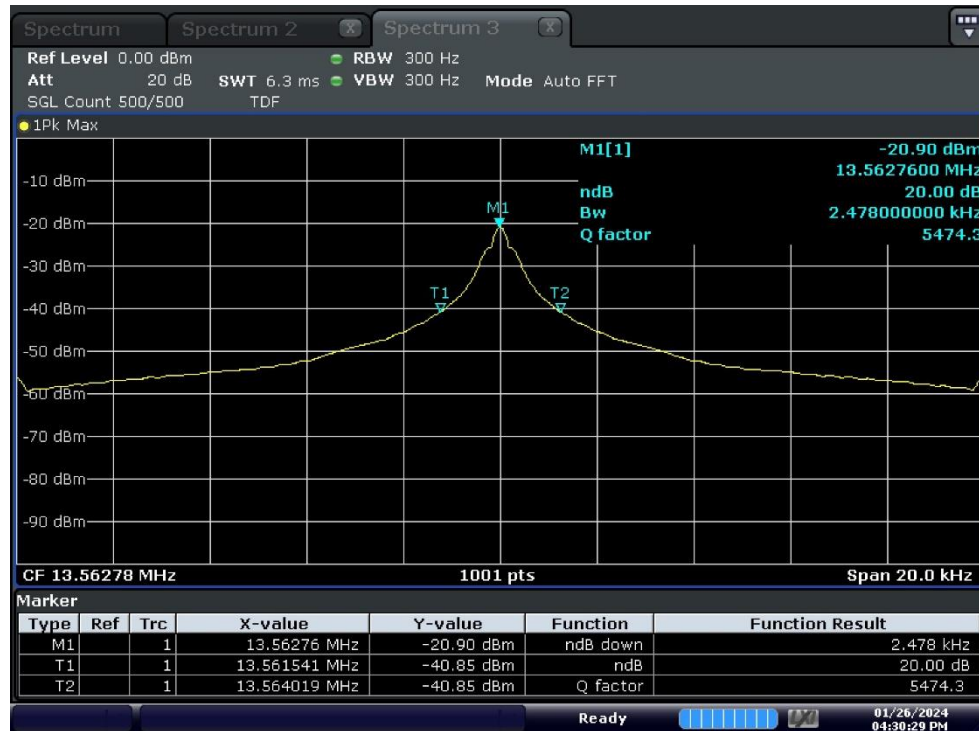 Spectrum Spectrum 2 X Spectrum 3 X
Ref Level 0.00 dBm RBW 300 Hz
Att 20 dB SWT 6.3 ms VBW 300 Hz Mode Auto FFT
SGL Count 500/500 TDF
1Pk Max
M1[1] -20.90 dBm
13.5627600 MHz
ndB 20.00 dB
Bw 2.478000000 kHz
Q factor 5474.3
-10 dBm
M1
-20 dBm
-30 dBm
T1 T2
-40 dBm
-50 dBm
-60 dBm
-70 dBm
-80 dBm
-90 dBm
CF 13.56278 MHz 1001 pts Span 20.0 kHz
Marker
Type Ref Trc X-value Y-value Function Function Result
M1 1 13.56276 MHz -20.90 dBm ndB down 2.478 kHz
T1 1 13.561541 MHz -40.85 dBm ndB 20.00 dB
T2 1 13.564019 MHz -40.85 dBm Q factor 5474.3
Ready 01/26/2024
04:30:29 PM